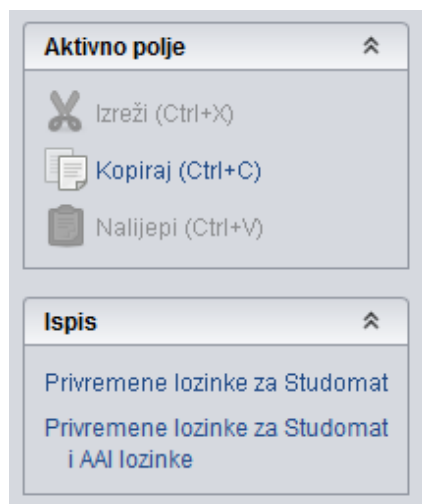 Aktivno polje
Izreži (Ctrl+X)
Kopiraj (Ctrl+C)
Nalijepi (Ctrl+V)
Ispis
Privremene lozinke za Studomat
Privremene lozinke za Studomat
i AAI lozinke